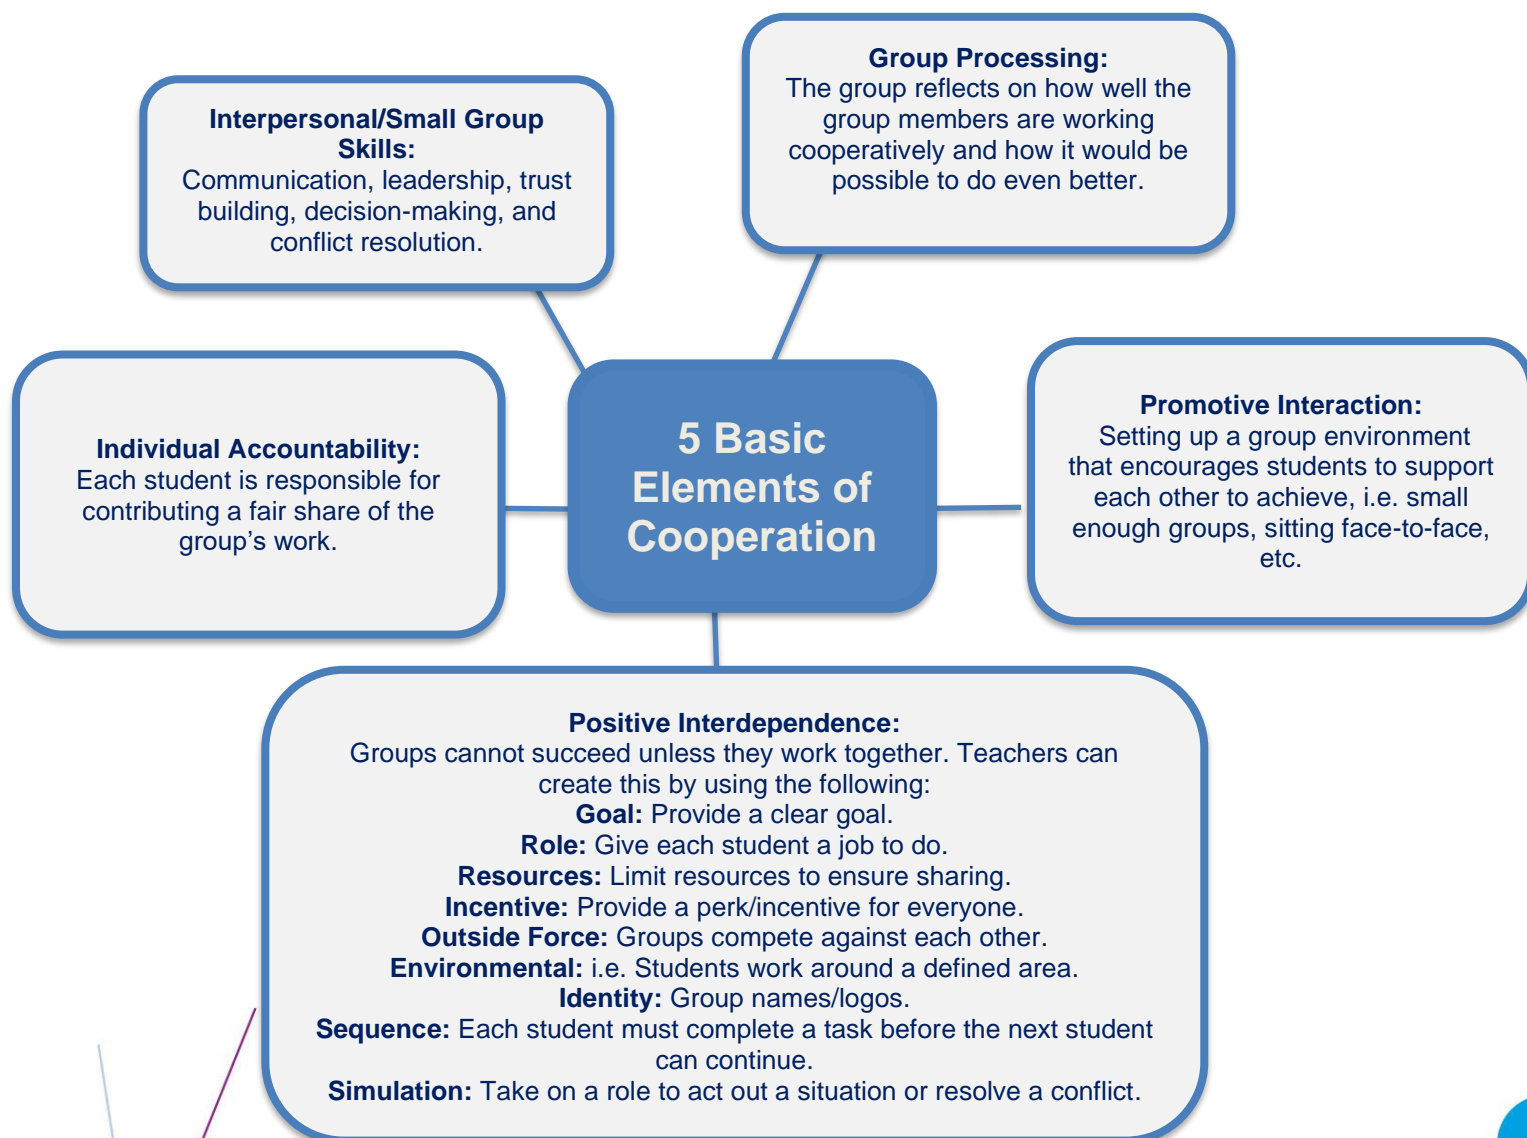 Group Processing:
The group reflects on how well the
group members are working
cooperatively and how it would be
possible to do even better.
Interpersonal/Small Group
Skills:
Communication, leadership, trust
building, decision-making, and
conflict resolution.
Promotive Interaction:
Setting up a group environment
that encourages students to support
each other to achieve, i.e. small
enough groups, sitting face-to-face,
etc.
5 Basic
Elements of
Cooperation
Individual Accountability:
Each student is responsible for
contributing a fair share of the
group’s work.
Positive Interdependence:
Groups cannot succeed unless they work together. Teachers can
create this by using the following:
Goal: Provide a clear goal.
Role: Give each student a job to do.
Resources: Limit resources to ensure sharing.
Incentive: Provide a perk/incentive for everyone.
Outside Force: Groups compete against each other.
Environmental: i.e. Students work around a defined area.
Identity: Group names/logos.
Sequence: Each student must complete a task before the next student
can continue.
Simulation: Take on a role to act out a situation or resolve a conflict.